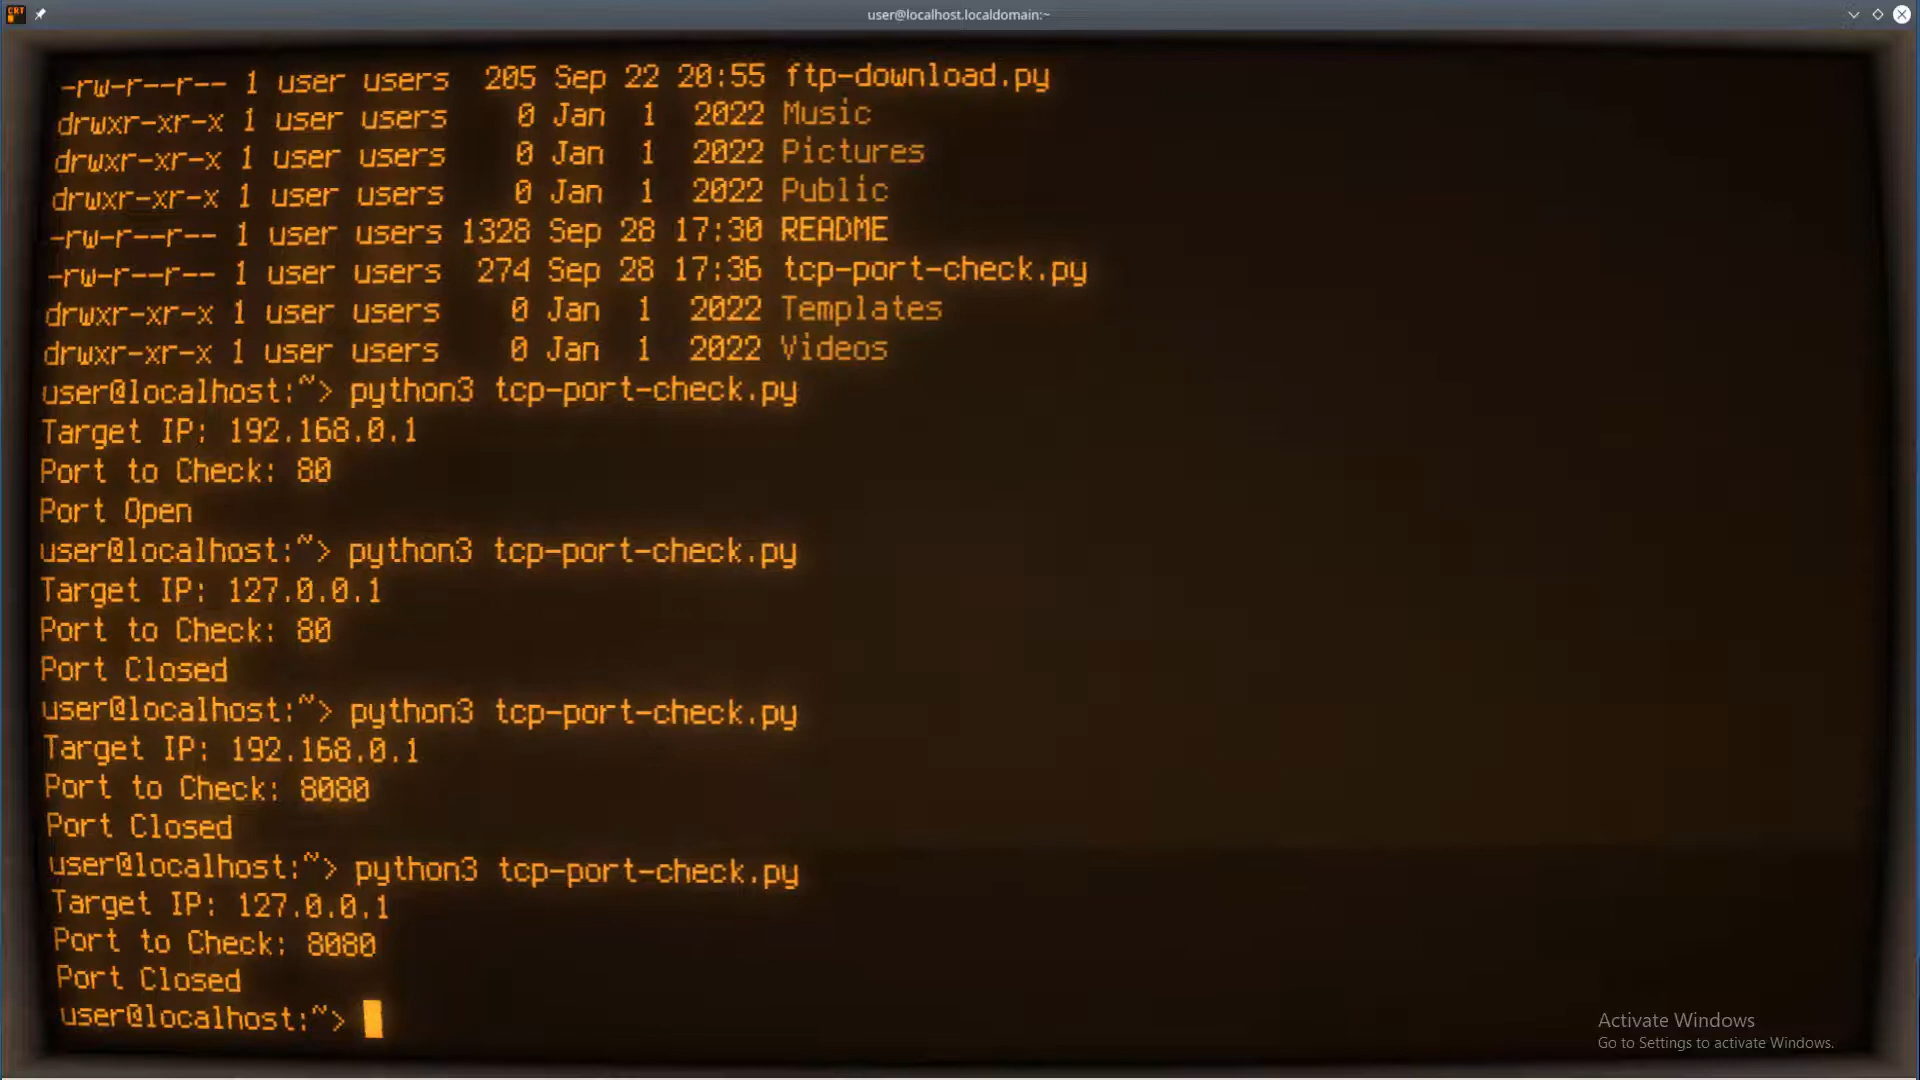 CRT
user@localhost.localdomain:~
-rw-r--r-- 1 user users  205 Sep 22 20:55 ftp-download.py
drwxr-xr-x 1 user users    0 Jan  1  2022 Music
drwxr-xr-x 1 user users    0 Jan  1  2022 Pictures
drwxr-xr-x 1 user users    0 Jan  1  2022 Public
-rw-r--r-- 1 user users 1328 Sep 28 17:30 README
-rw-r--r-- 1 user users  274 Sep 28 17:36 tcp-port-check.py
drwxr-xr-x 1 user users    0 Jan  1  2022 Templates
drwxr-xr-x 1 user users    0 Jan  1  2022 Videos
user@localhost:~> python3 tcp-port-check.py
Target IP: 192.168.0.1
Port to Check: 80
Port Open
user@localhost:~> python3 tcp-port-check.py
Target IP: 127.0.0.1
Port to Check: 80
Port Closed
user@localhost:~> python3 tcp-port-check.py
Target IP: 192.168.0.1
Port to Check: 8080
Port Closed
user@localhost:~> python3 tcp-port-check.py
Target IP: 127.0.0.1
Port to Check: 8080
Port Closed
user@localhost:~>
Activate Windows
Go to Settings to activate Windows.